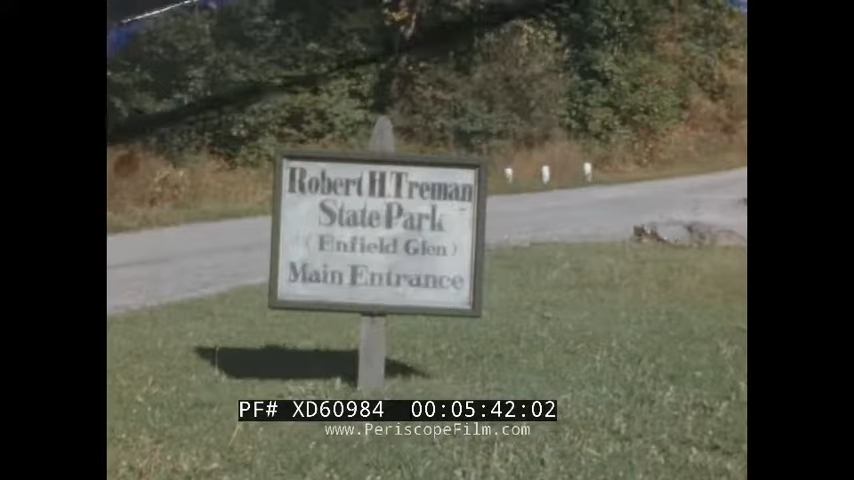 Robert H. Treman
State Park
(Enfield Glen)
Main Entrance
PF# XD60984 00:05:42:02
www.PeriscopeFilm.com